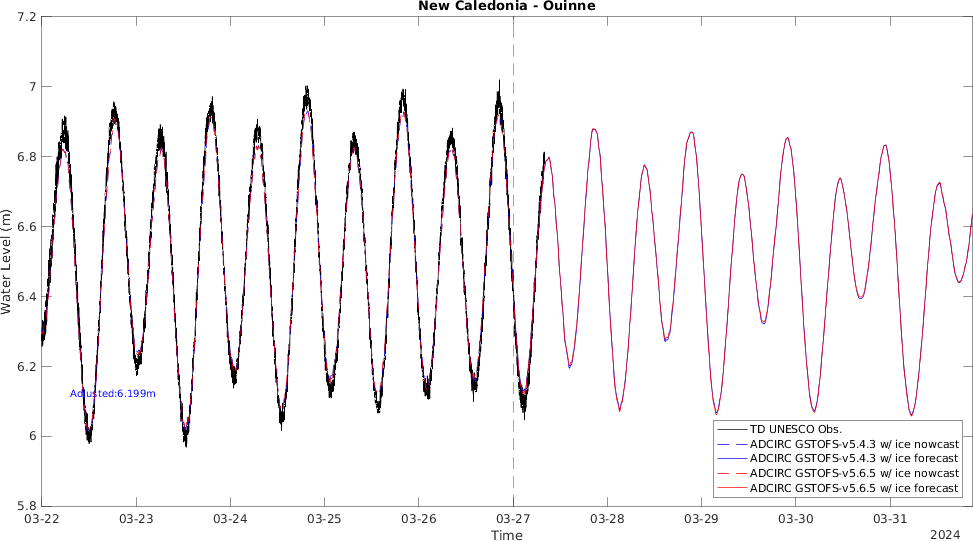 New Caledonia - Ouinne
7.2
7
6.8
6.6
6.4
6.2
6
5.8
Water Level (m)
Adjusted:6.199m
TD UNESCO Obs.
ADCIRC GSTOFS-v5.4.3 w/ ice nowcast
ADCIRC GSTOFS-v5.4.3 w/ ice forecast
ADCIRC GSTOFS-v5.6.5 w/ ice nowcast
ADCIRC GSTOFS-v5.6.5 w/ ice forecast
03-22 03-23 03-24 03-25 03-26 03-27 03-28 03-29 03-30 03-31
Time
2024